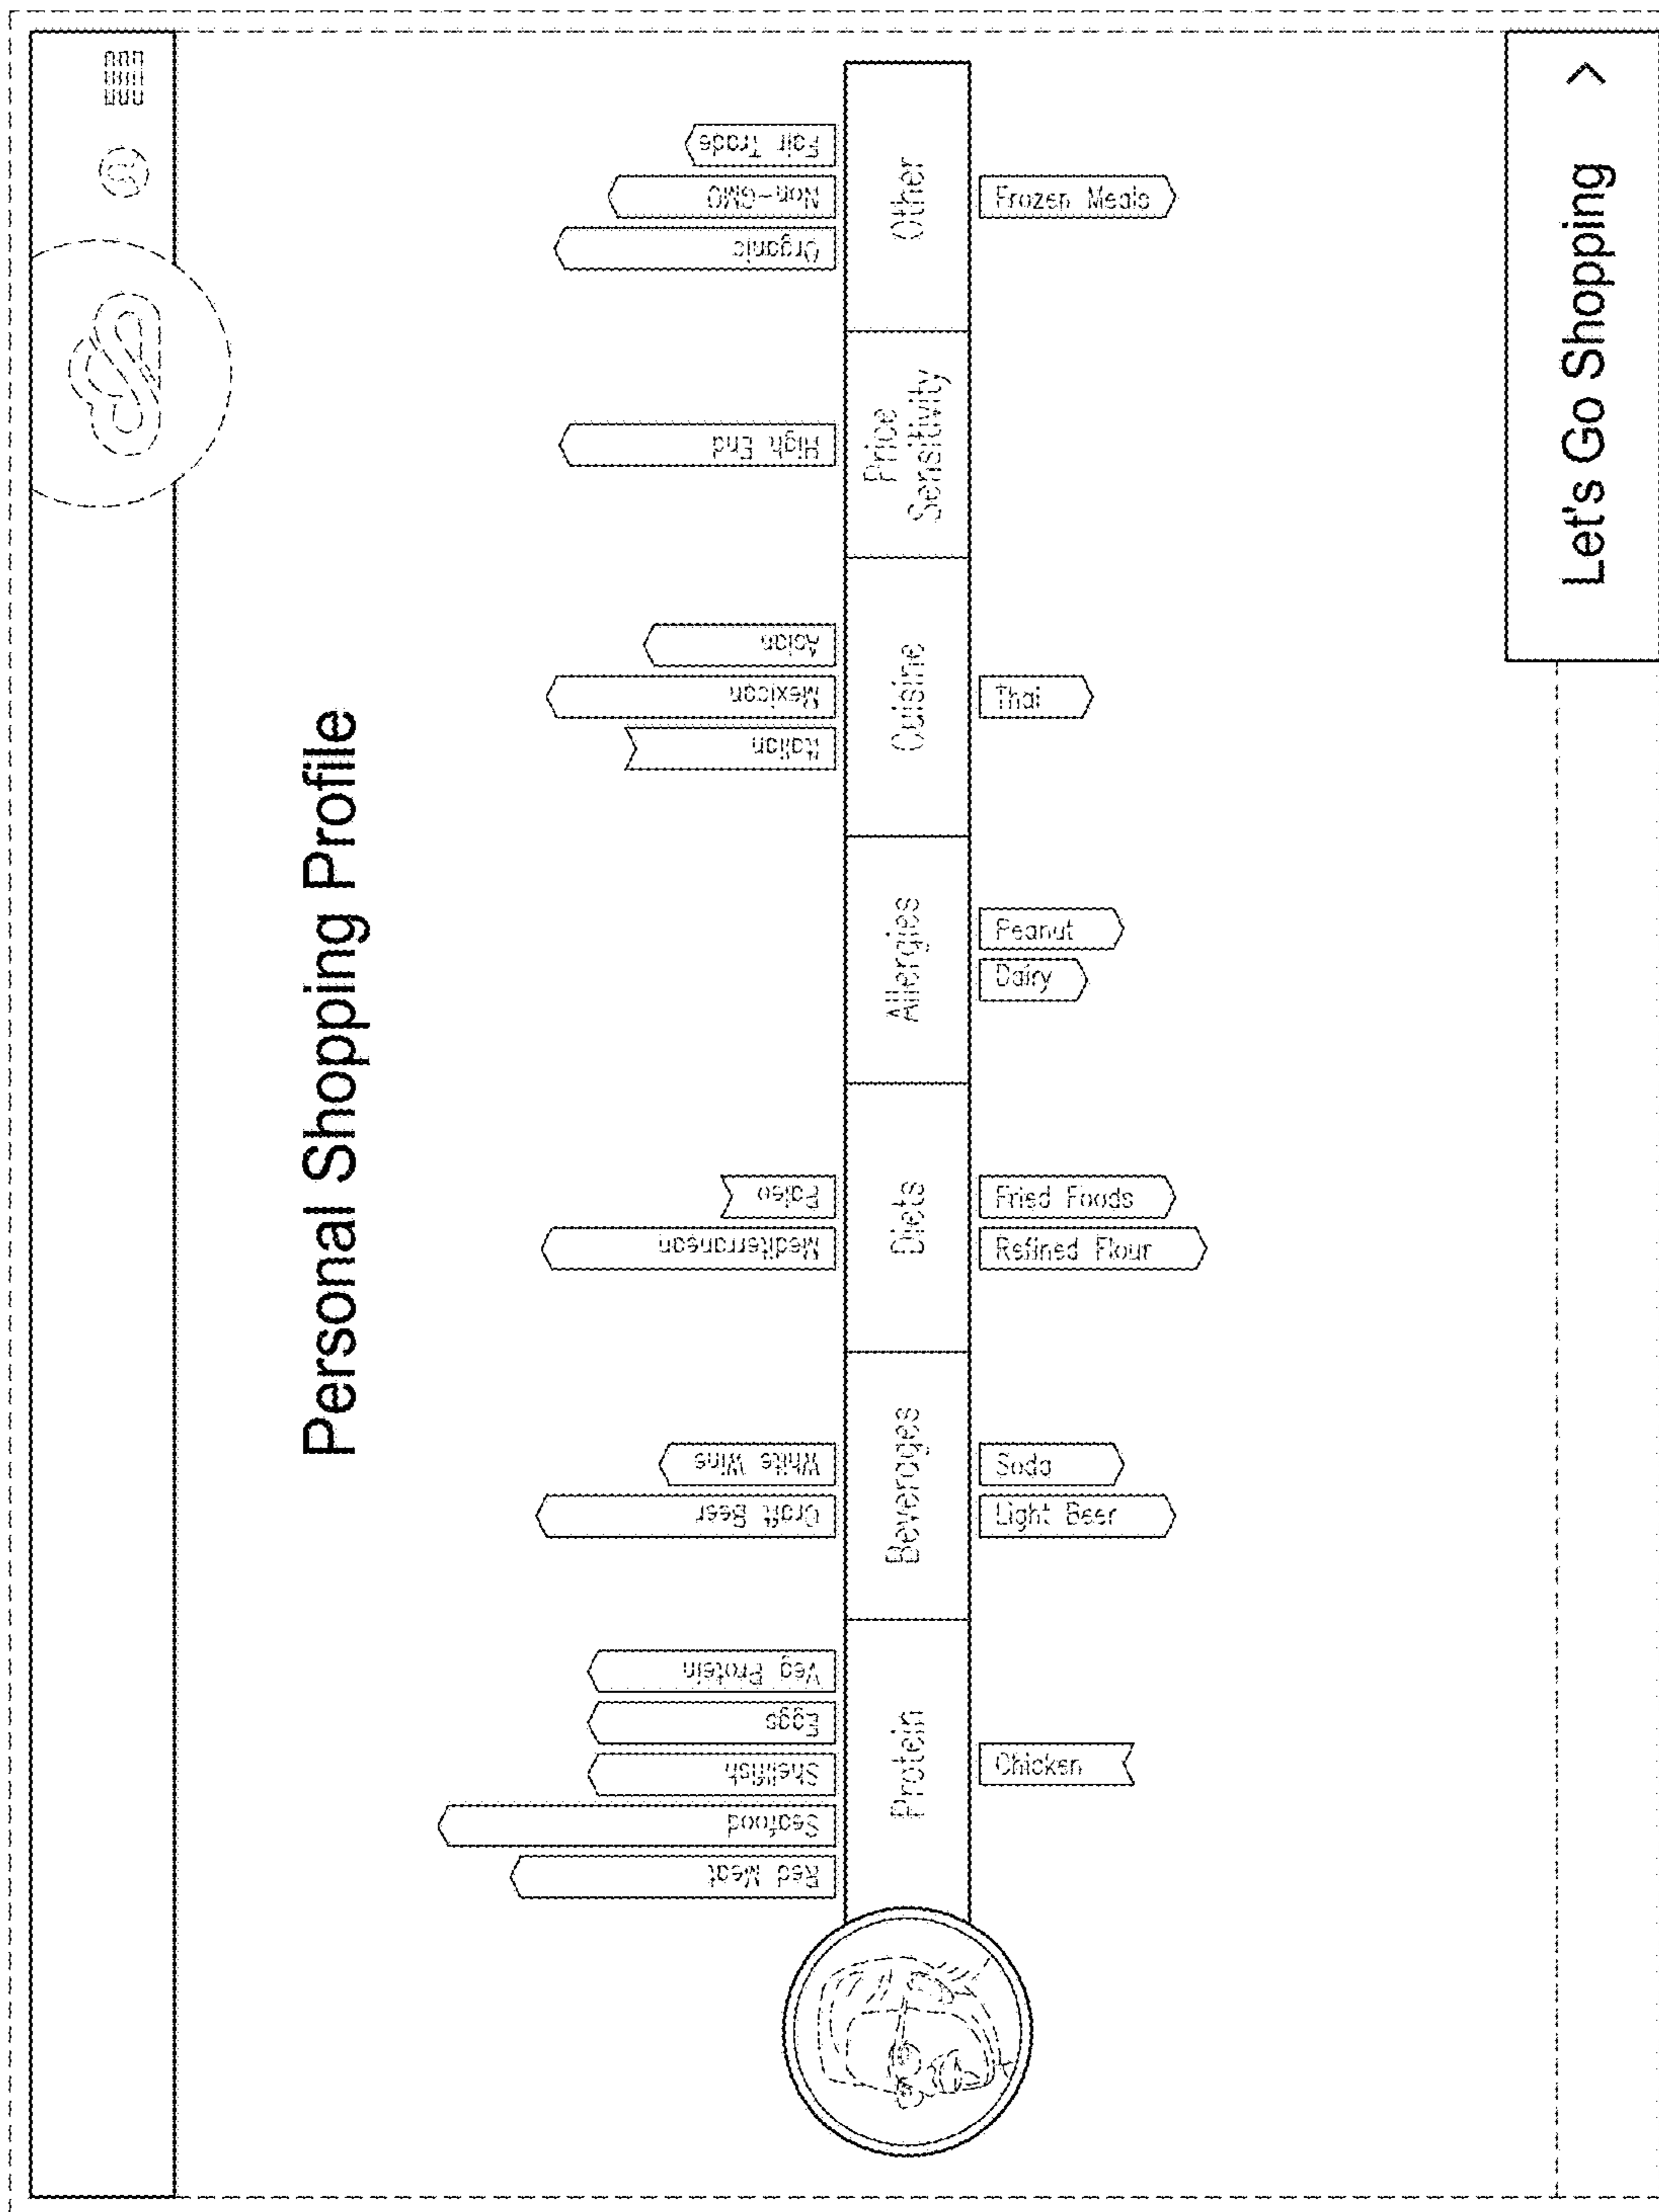 Personal Shopping Profile
Red Meat
Seafood
Shellfish
Eggs
Veg Protein
Craft Beer
White Wine
Mediterranean
Paleo
Italian
Mexican
Asian
High End
Organic
Non-GMO
Fair Trade
Protein
Beverages
Diets
Allergies
Cuisine
Price
Sensitivity
Other
Chicken
Light Beer
Soda
Refined Flour
Fried Foods
Dairy
Peanut
Thai
Frozen Meals
Let's Go Shopping >